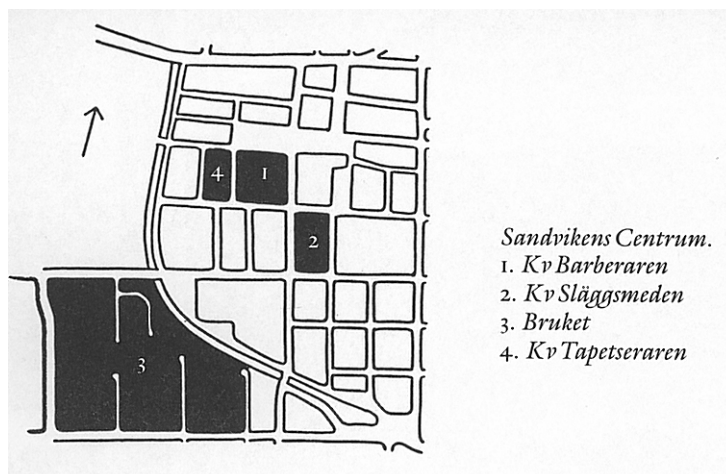 4
1
2
3
Sandvikens Centrum.
1. Kv Barberaren
2. Kv Släggsmeden
3. Bruket
4. Kv Tapetseraren